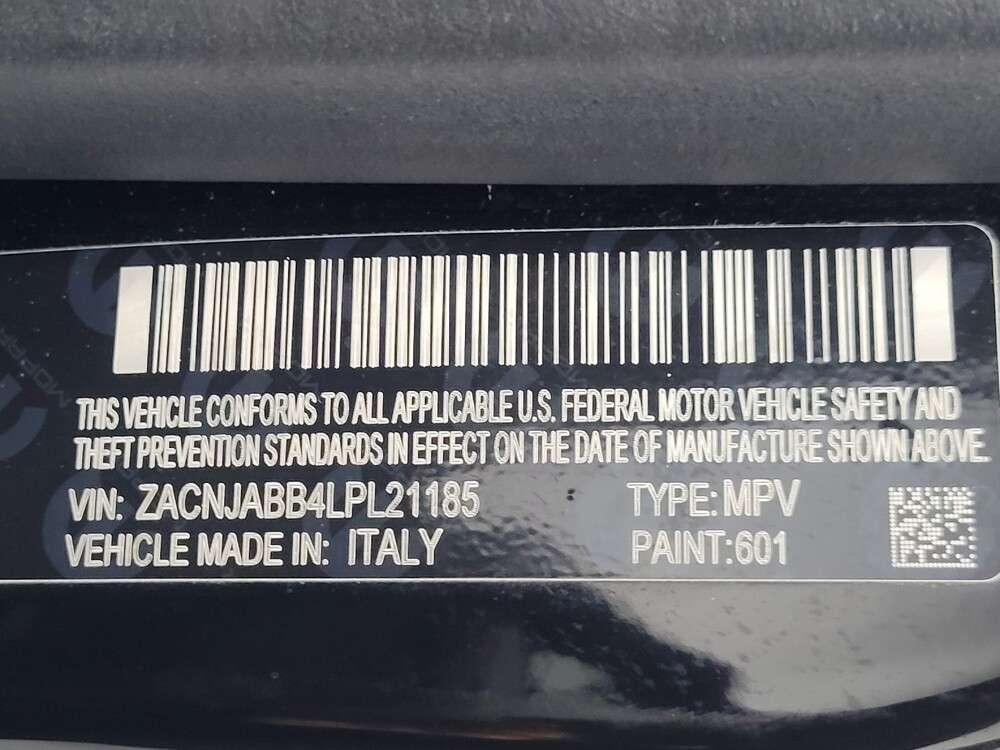 THIS VEHICLE CONFORMS TO ALL APPLICABLE U.S. FEDERAL MOTOR VEHICLE SAFETY AND
THEFT PREVENTION STANDARDS IN EFFECT ON THE DATE OF MANUFACTURE SHOWN ABOVE.
VIN: ZACNJABB4LPL21185 TYPE: MPV
VEHICLE MADE IN: ITALY PAINT:601